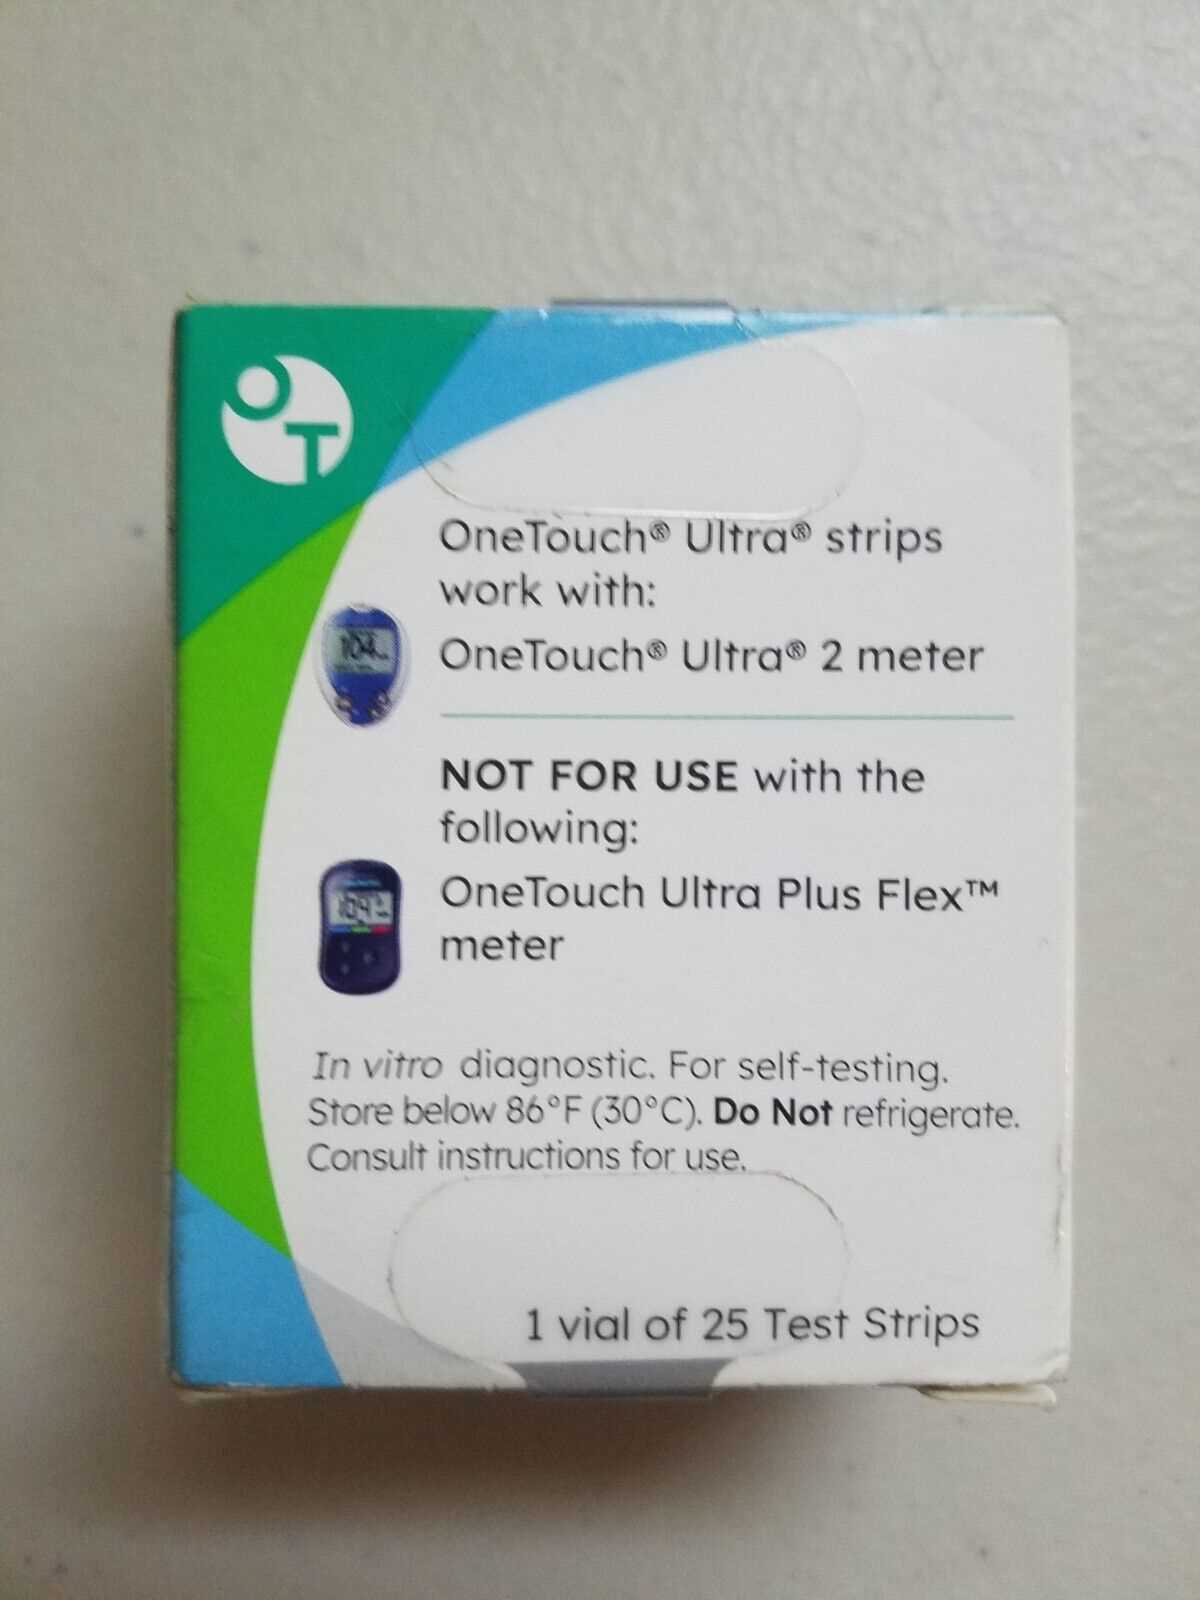 OT
OneTouch® Ultra® strips
work with:
104
OneTouch® Ultra® 2 meter
NOT FOR USE with the
following:
OneTouch Ultra Plus Flex™
meter
104
In vitro diagnostic. For self-testing.
Store below 86°F (30°C). Do Not refrigerate.
Consult instructions for use.
1 vial of 25 Test Strips